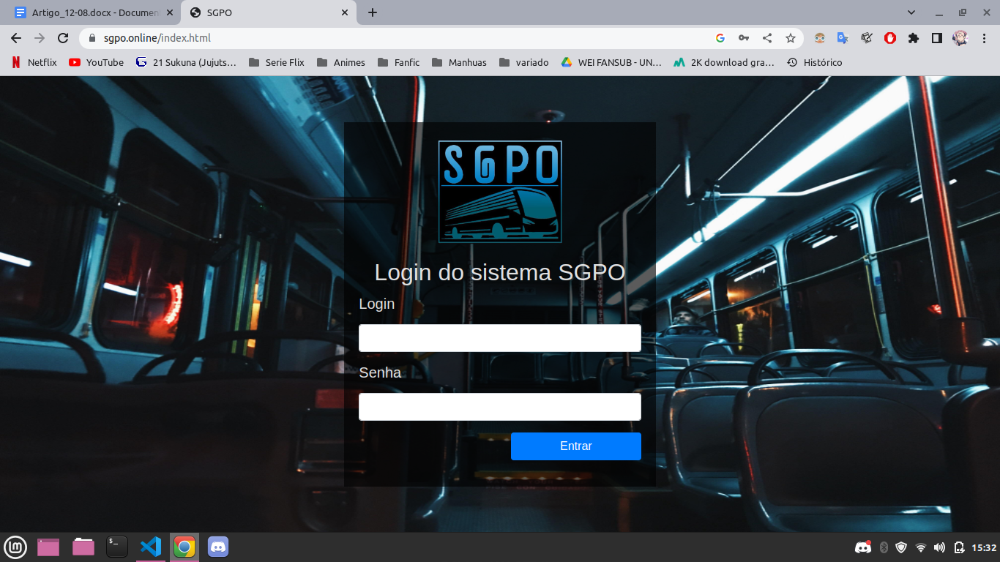 Artigo_12-08.docx - Documen
SGPO
sgpo.online/index.html
Netflix
YouTube
21 Sukuna (Jujuts…
Serie Flix
Animes
Fanfic
Manhuas
variado
WEI FANSUB - UN…
2K download gra…
Histórico
SGPO
Login do sistema SGPO
Login
Senha
Entrar
15:32